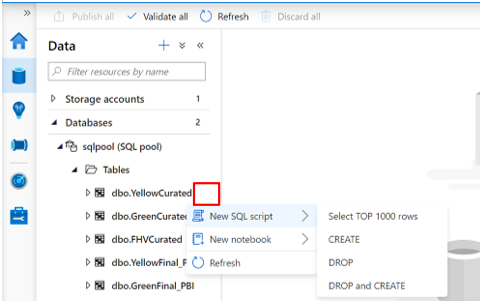 » Publish all Validate all Refresh Discard all
Data
Filter resources by name
Storage accounts 1
Databases 2
sqlpool (SQL pool)
Tables
dbo.YellowCurated
dbo.GreenCurated New SQL script Select TOP 1000 rows
dbo.FHVCurated New notebook CREATE
dbo.YellowFinal_P Refresh DROP
dbo.GreenFinal_PBI DROP and CREATE